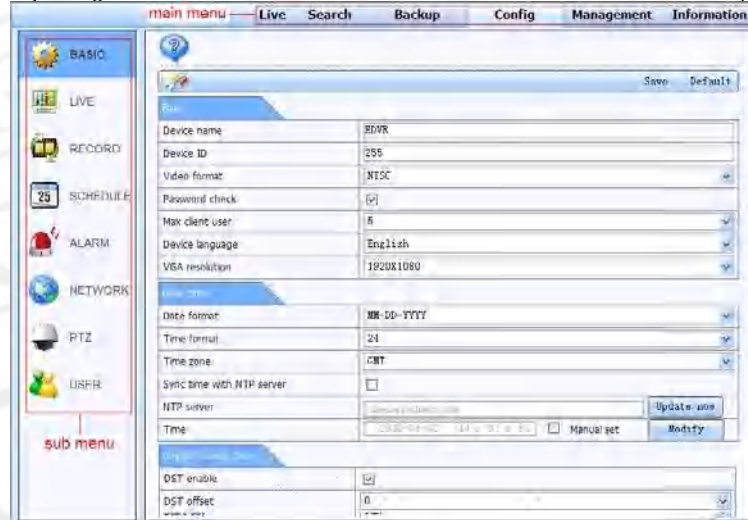 main menu Live Search Backup Config Management Information
BASIC
LIVE
RECORD
25 SCHEDULE
ALARM
NETWORK
PTZ
USER
sub menu
?
Save Default
Device name HDVR
Device ID 255
Video format NTSC
Password check
Max client user 5
Device language English
VGA resolution 1920X1080
Date format MM-DD-YYYY
Time format 24
Time zone GMT
Sync time with NTP server
NTP server Update now
Time Manual set Modify
DST enable
DST offset 0